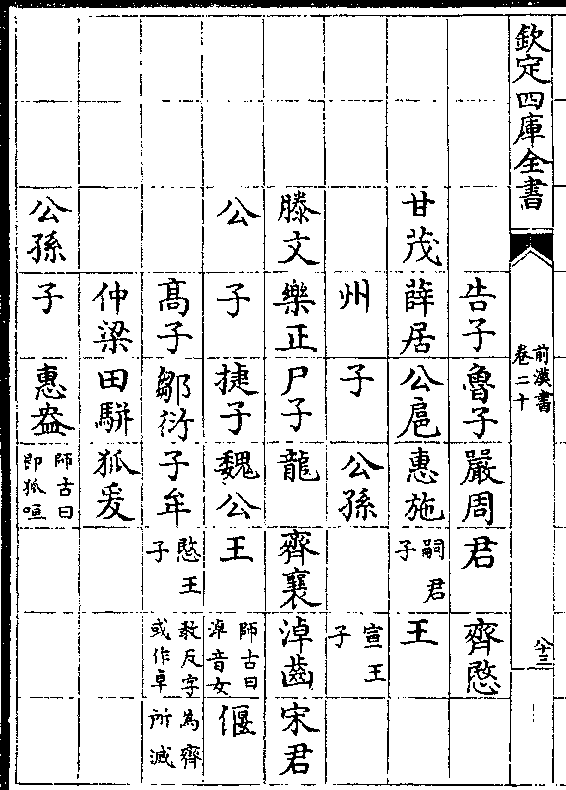 欽定四庫全書
前漢書
卷二十
八十三
告子 魯子 嚴周 君 齊愍
甘茂 薛居 公扈 惠施 嗣君子 王
州 子 公孫 宣王子
滕文 樂正 尸子 龍 齊襄 淖齒 宋君
公 子 捷子 魏公 王 師古曰淖音女 偃
髙子 鄒衍 子牟 愍王子 教反字或作卓 為齊所滅
仲梁 田駢 狐爰
公孫 子 惠盎 師古曰即狐咺